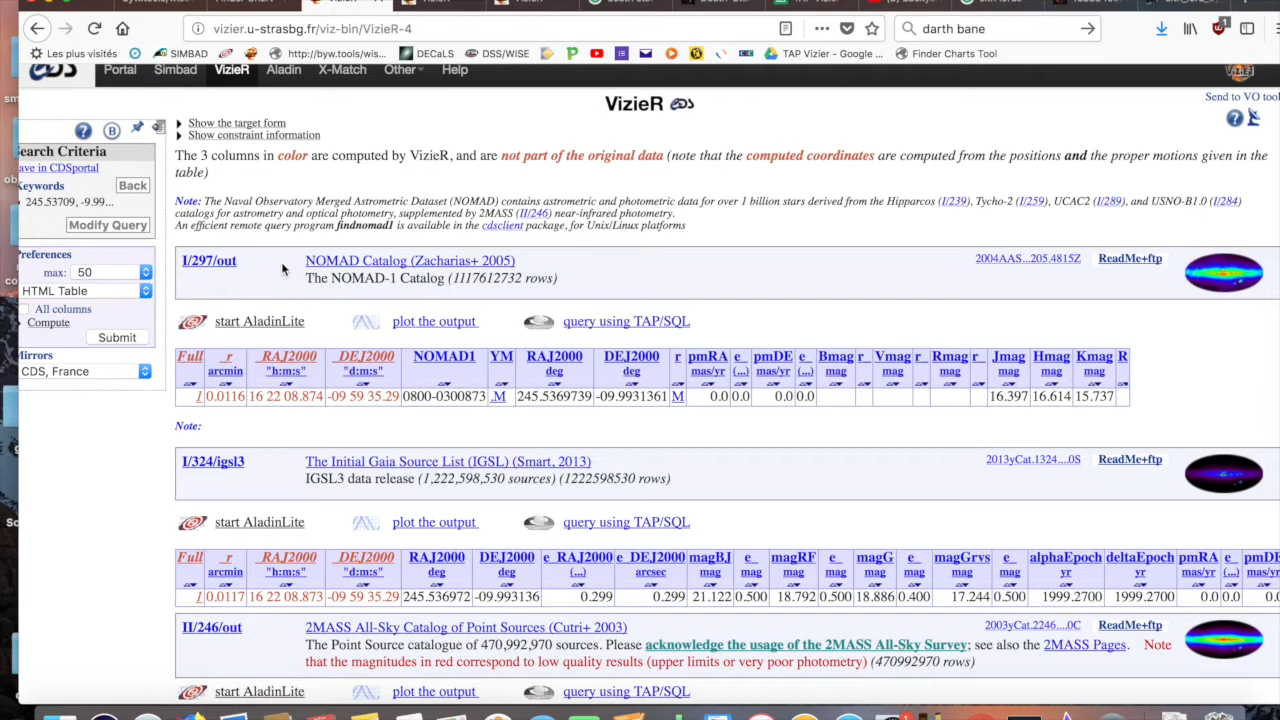 vizier.u-strasbg.fr/viz-bin/VizieR-4
darth bane
Les plus visités
SIMBAD
http://byw.tools/wis...
DECaLS
DSS/WISE
TAP Vizier - Google ...
Finder Charts Tool
Portal Simbad VizieR Aladin X-Match Other Help
VizieR
Send to VO tool
Show the target form
Show constraint information
The 3 columns in color are computed by VizieR, and are not part of the original data (note that the computed coordinates are computed from the positions and the proper motions given in the
table)
Note: The Naval Observatory Merged Astrometric Dataset (NOMAD) contains astrometric and photometric data for over 1 billion stars derived from the Hipparcos (I/239), Tycho-2 (I/259), UCAC2 (I/289), and USNO-B1.0 (I/284)
catalogs for astrometry and optical photometry, supplemented by 2MASS (II/246) near-infrared photometry.
An efficient remote query program findnomad1 is available in the cdsclient package, for Unix/Linux platforms
earch Criteria
ave in CDSportal
Keywords
Back
245.53709, -9.99...
Modify Query
Preferences
max: 50
HTML Table
All columns
Compute
Submit
Mirrors
CDS, France
I/297/out NOMAD Catalog (Zacharias+ 2005) 2004AAS...205.4815Z ReadMe+ftp
The NOMAD-1 Catalog (1117612732 rows)
start AladinLite plot the output query using TAP/SQL
Full _r _RAJ2000 _DEJ2000 NOMAD1 YM RAJ2000 DEJ2000 r pmRA e_ pmDE e_ Bmag r_ Vmag r_ Rmag r_ Jmag Hmag Kmag R
arcmin "h:m:s" "d:m:s" deg deg mas/yr (...) mas/yr (...) mag mag mag mag mag mag
1 0.0116 16 22 08.874 -09 59 35.29 0800-0300873 .M 245.5369739 -09.9931361 M 0.0 0.0 0.0 0.0 16.397 16.614 15.737
Note:
I/324/igsl3 The Initial Gaia Source List (IGSL) (Smart, 2013) 2013yCat.1324....0S ReadMe+ftp
IGSL3 data release (1,222,598,530 sources) (1222598530 rows)
start AladinLite plot the output query using TAP/SQL
Full _r _RAJ2000 _DEJ2000 RAJ2000 DEJ2000 e_RAJ2000 e_DEJ2000 magBJ e_ magRF e_ magG e_ magGrvs e_ alphaEpoch deltaEpoch pmRA e_ pmDE
arcmin "h:m:s" "d:m:s" deg deg (...) arcsec mag mag mag mag mag mag mag mag yr yr mas/yr (...) mas/
1 0.0117 16 22 08.873 -09 59 35.29 245.536972 -09.993136 0.299 0.299 21.122 0.500 18.792 0.500 18.886 0.400 17.244 0.500 1999.2700 1999.2700 0.0 0.0 0.
II/246/out 2MASS All-Sky Catalog of Point Sources (Cutri+ 2003) 2003yCat.2246....0C ReadMe+ftp
The Point Source catalogue of 470,992,970 sources. Please acknowledge the usage of the 2MASS All-Sky Survey; see also the 2MASS Pages. Note
that the magnitudes in red correspond to low quality results (upper limits or very poor photometry) (470992970 rows)
start AladinLite plot the output query using TAP/SQL